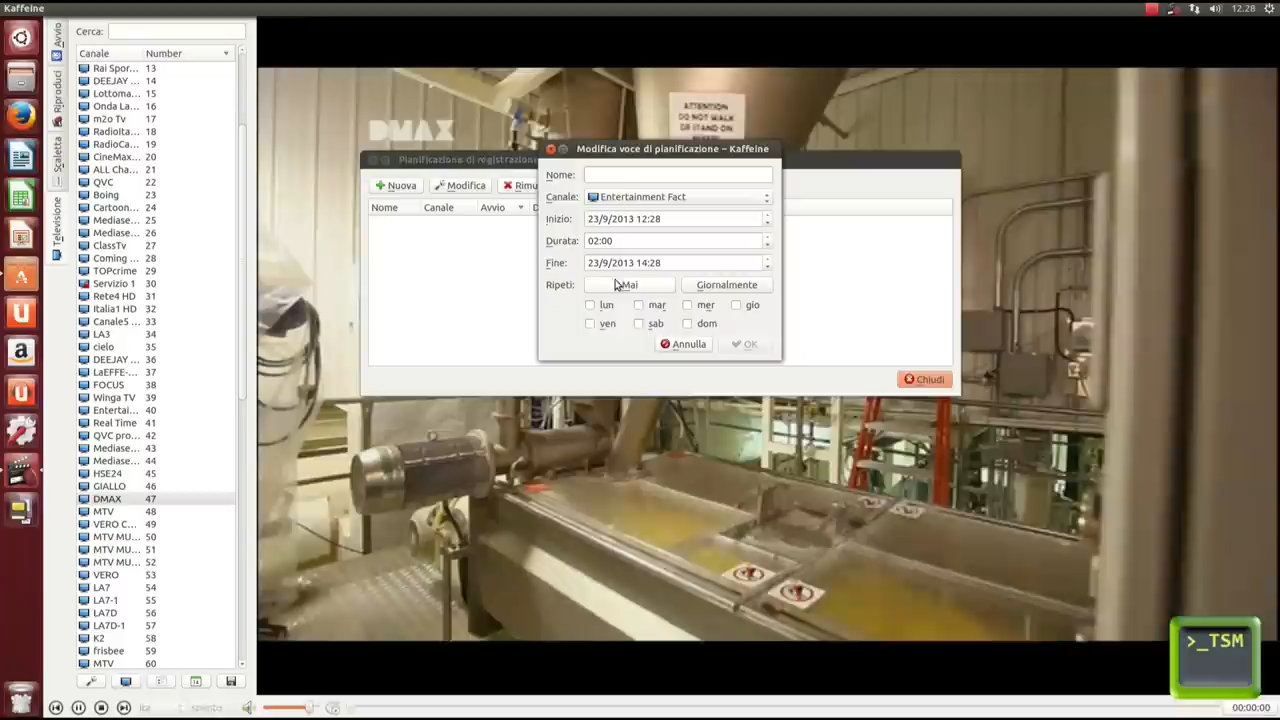 Kaffeine
12.28
Cerca:
Avvio
Riproduci
Scaletta
Televisione
Canale Number
Rai Spor... 13
DEEJAY ... 14
Lottoma... 15
Onda La... 16
m2o Tv 17
RadioIta... 18
RadioCa... 19
CineMax... 20
ALL Cha... 21
QVC 22
Boing 23
Cartoon... 24
Mediase... 25
Mediase... 26
ClassTv 27
Coming ... 28
TOPcrime 29
Servizio 1 30
Rete4 HD 31
Italia1 HD 32
Canale5 ... 33
LA3 34
cielo 35
DEEJAY ... 36
LaEFFE-... 37
FOCUS 38
Winga TV 39
Entertai... 40
Real Time 41
QVC pro... 42
Mediase... 43
Mediase... 44
HSE24 45
GIALLO 46
DMAX 47
MTV 48
VERO C... 49
MTV MU... 50
MTV MU... 51
MTV MU... 52
VERO 53
LA7 54
LA7-1 55
LA7D 56
LA7D-1 57
K2 58
frisbee 59
MTV 60
DMAX
ATTENTION
DO NOT WALK
OR STAND ON
Pianificazione di registrazion
Nuova Modifica Rimu
Nome Canale Avvio D
Chiudi
Modifica voce di pianificazione – Kaffeine
Nome:
Canale: Entertainment Fact
Inizio: 23/9/2013 12:28
Durata: 02:00
Fine: 23/9/2013 14:28
Ripeti: Mai Giornalmente
lun mar mer gio
ven sab dom
Annulla OK
>_TSM
ita spento
00:00:00